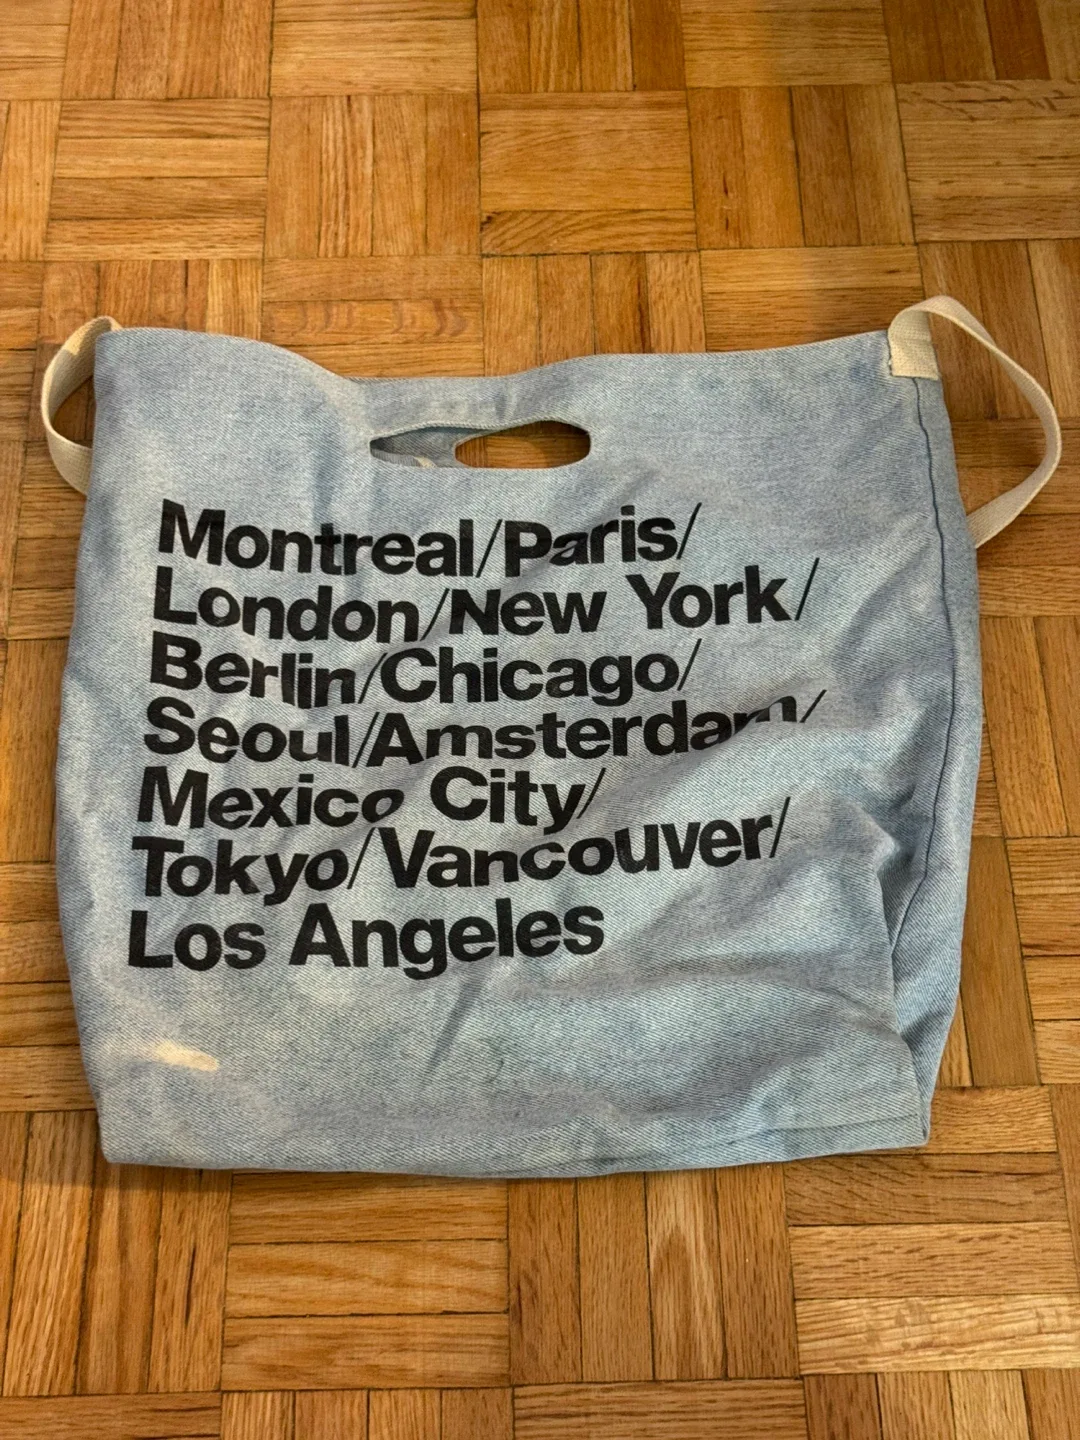 Montreal/Paris/
London/New York/
Berlin/Chicago/
Seoul/Amsterdam/
Mexico City/
Tokyo/Vancouver/
Los Angeles